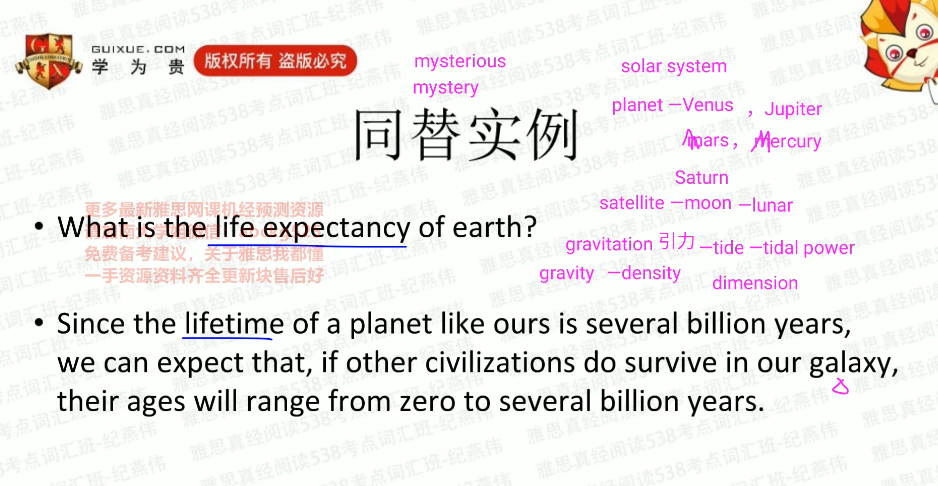 GUIXUE.COM
学为贵
版权所有 盗版必究
mysterious
mystery
solar system
planet —Venus ，Jupiter
mars， mercury
Saturn
satellite —moon —lunar
gravitation 引力 —tide —tidal power
gravity —density
dimension
同替实例
更多最新雅思网课机经预测资源
• What is the life expectancy of earth?
免费备考建议，关于雅思我都懂
一手资源资料齐全更新块售后好
• Since the lifetime of a planet like ours is several billion years,
we can expect that, if other civilizations do survive in our galaxy,
their ages will range from zero to several billion years.
雅思真经阅读538考点词汇班-纪燕伟